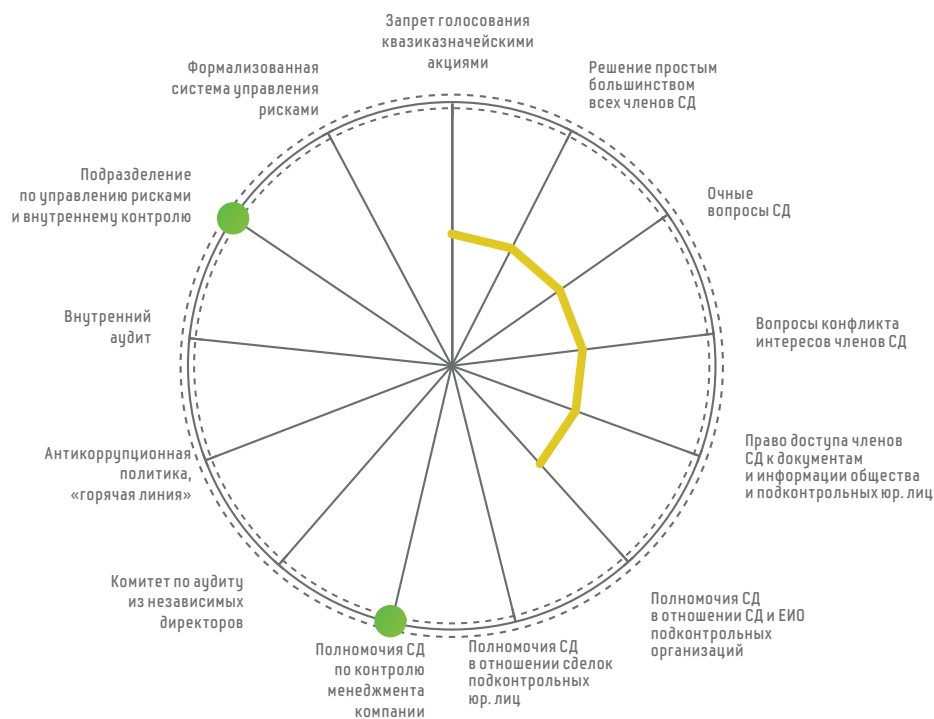 Запрет голосования
квазиказначейскими
акциями
Решение простым
большинством
всех членов СД
Очные
вопросы СД
Вопросы конфликта
интересов членов СД
Право доступа членов
СД к документам
и информации общества
и подконтрольных юр. лиц
Полномочия СД
в отношении СД и ЕИО
подконтрольных
организаций
Полномочия СД
в отношении сделок
подконтрольных
юр. лиц
Полномочия СД
по контролю
менеджмента
компании
Комитет по аудиту
из независимых
директоров
Антикоррупционная
политика,
«горячая линия»
Внутренний
аудит
Подразделение
по управлению рисками
и внутреннему контролю
Формализованная
система управления
рисками